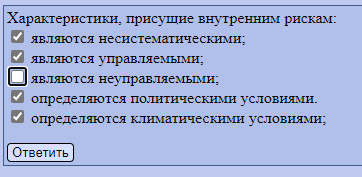 Характеристики, присущие внутренним рискам:
являются несистематическими;
являются управляемыми;
являются неуправляемыми;
определяются политическими условиями.
определяются климатическими условиями;
Ответить